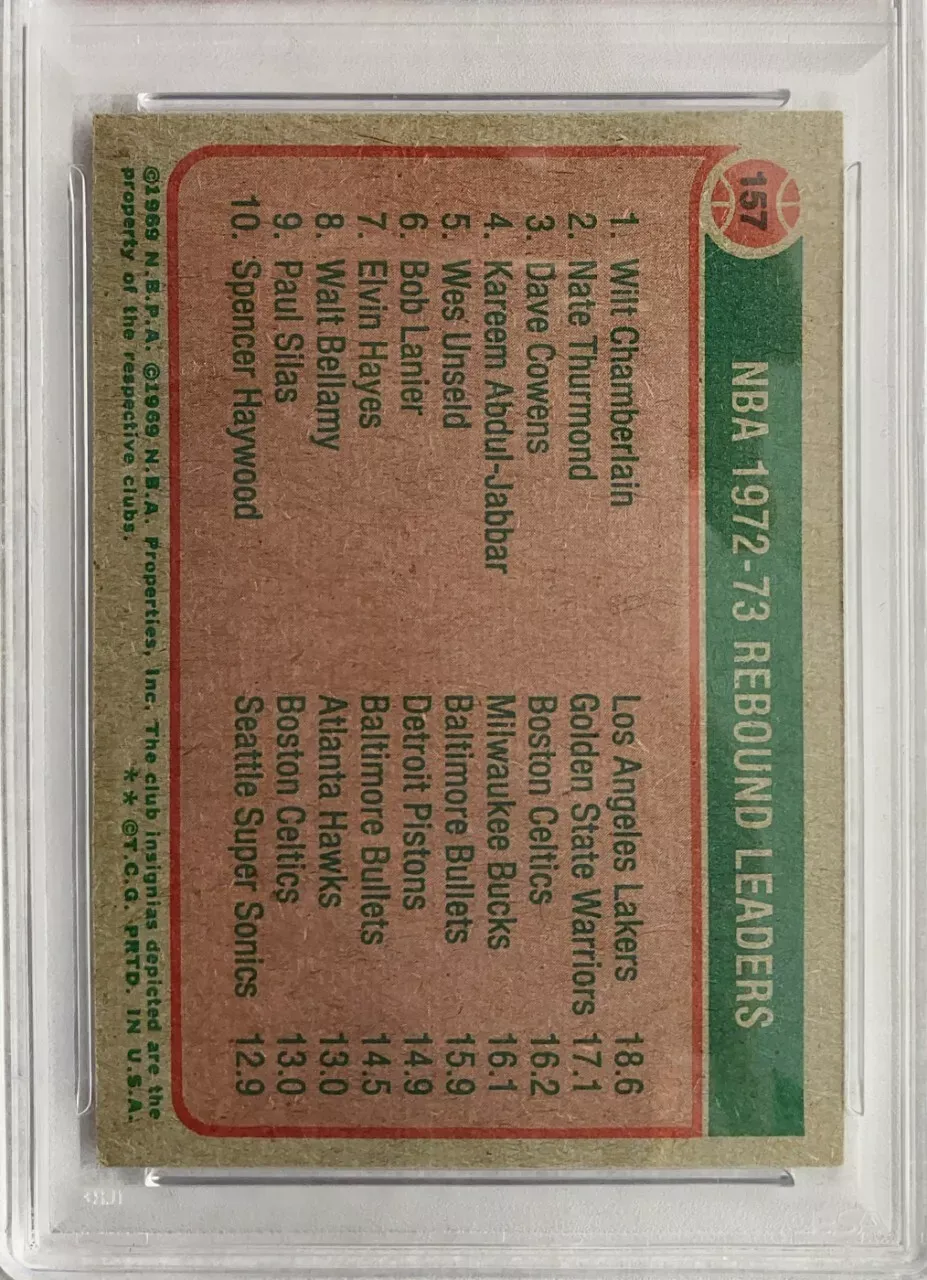 157
NBA 1972-73 REBOUND LEADERS
1. Wilt Chamberlain Los Angeles Lakers 18.6
2. Nate Thurmond Golden State Warriors 17.1
3. Dave Cowens Boston Celtics 16.2
4. Kareem Abdul-Jabbar Milwaukee Bucks 16.1
5. Wes Unseld Baltimore Bullets 15.9
6. Bob Lanier Detroit Pistons 14.9
7. Elvin Hayes Baltimore Bullets 14.5
8. Walt Bellamy Atlanta Hawks 13.0
9. Paul Silas Boston Celtics 13.0
10. Spencer Haywood Seattle Super Sonics 12.9
©1969 N.B.P.A. ©1969 N.B.A. Properties, Inc. The club insignias depicted are the
property of the respective clubs. * * ©T.C.G. PRTD. IN U.S.A.